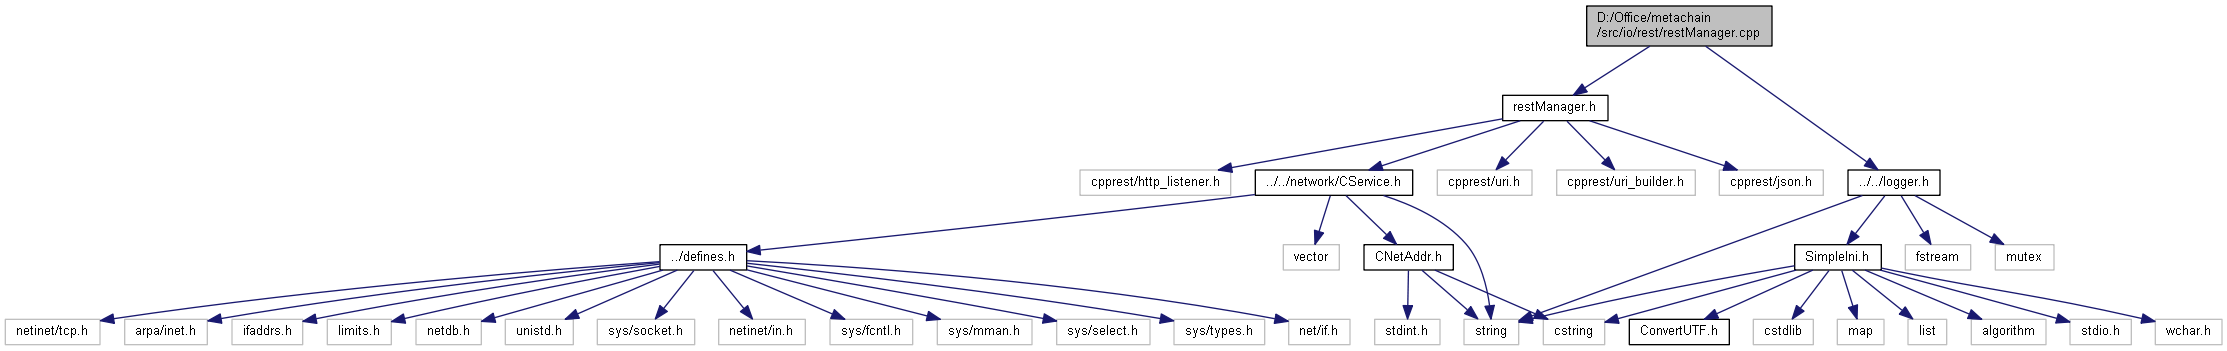 D:/Office/metachain
/src/io/rest/restManager.cpp
restManager.h
cpprest/http_listener.h
../../network/CService.h
cpprest/uri.h
cpprest/uri_builder.h
cpprest/json.h
../../logger.h
../defines.h
vector
CNetAddr.h
SimpleIni.h
fstream
mutex
netinet/tcp.h
arpa/inet.h
ifaddrs.h
limits.h
netdb.h
unistd.h
sys/socket.h
netinet/in.h
sys/fcntl.h
sys/mman.h
sys/select.h
sys/types.h
net/if.h
stdint.h
string
cstring
ConvertUTF.h
cstdlib
map
list
algorithm
stdio.h
wchar.h